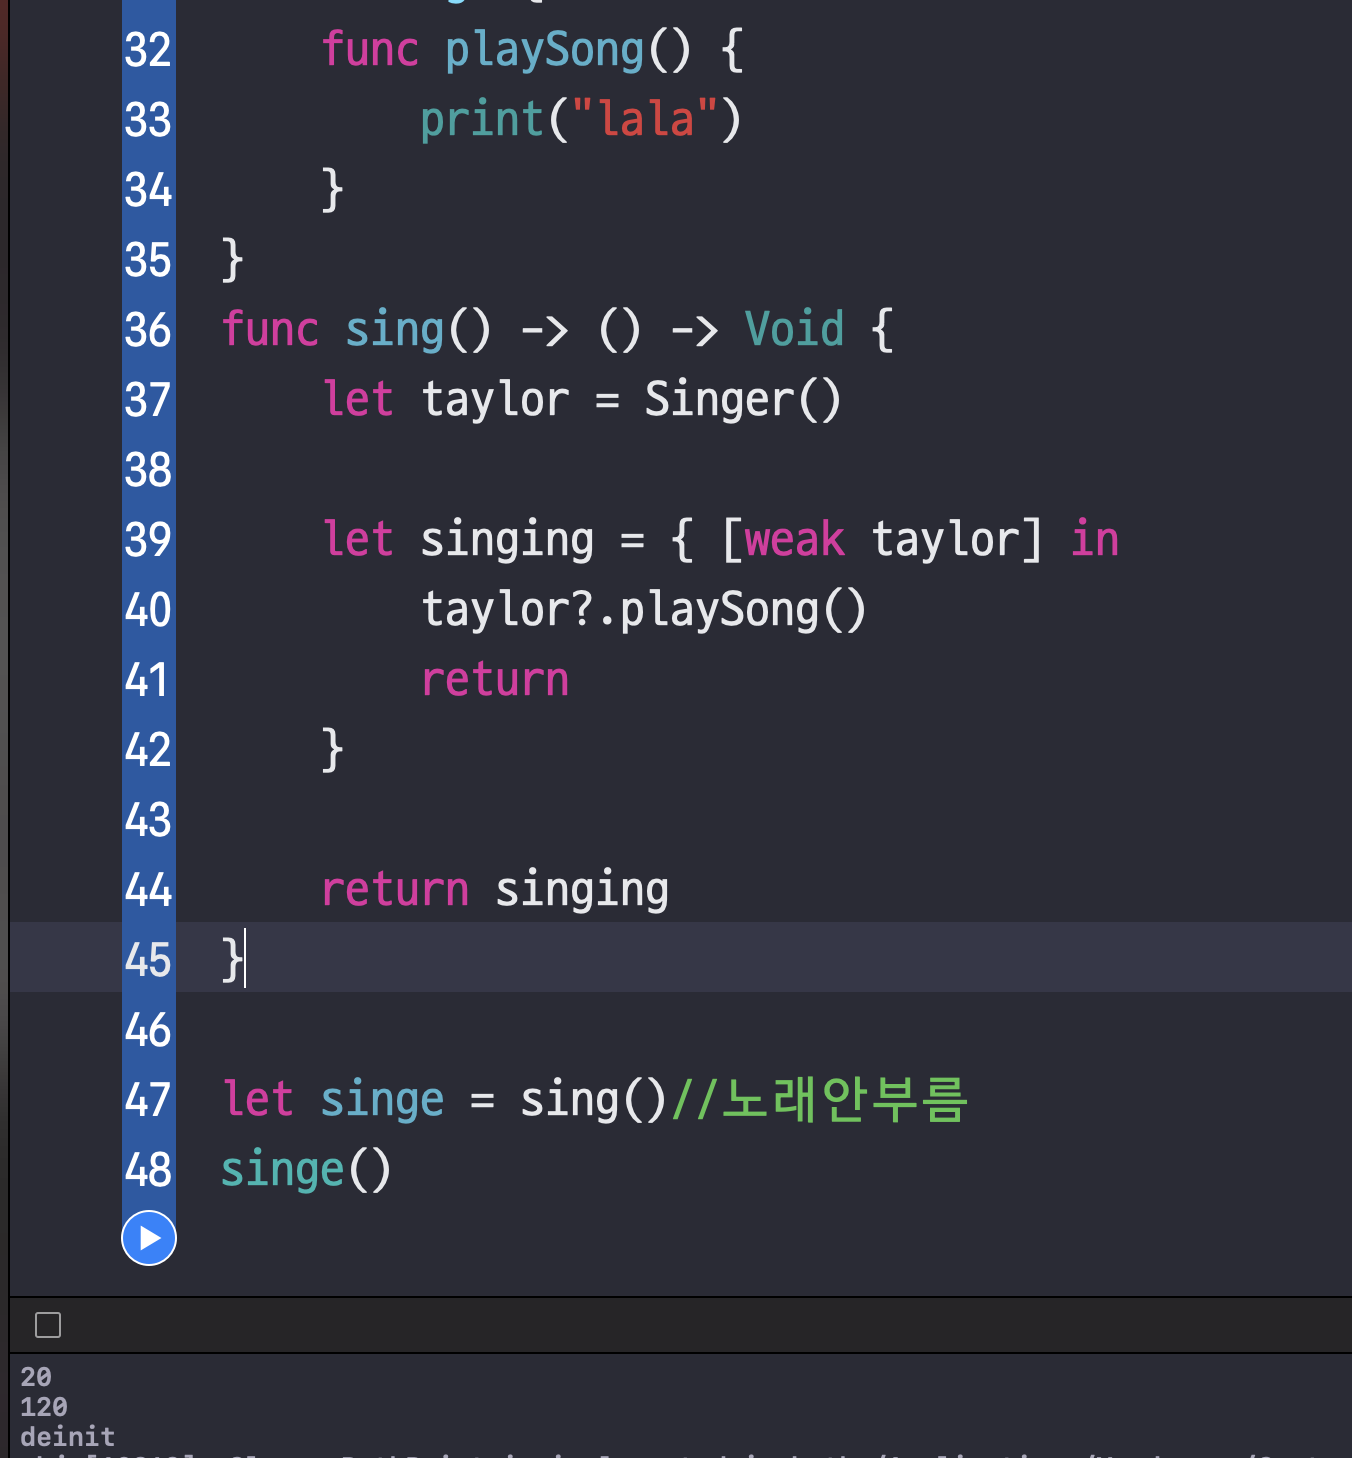 32 func playSong() {
33 print("lala")
34 }
35 }
36 func sing() -> () -> Void {
37 let taylor = Singer()
38
39 let singing = { [weak taylor] in
40 taylor?.playSong()
41 return
42 }
43
44 return singing
45 }
46
47 let singe = sing()//노래안부름
48 singe()
20
120
deinit